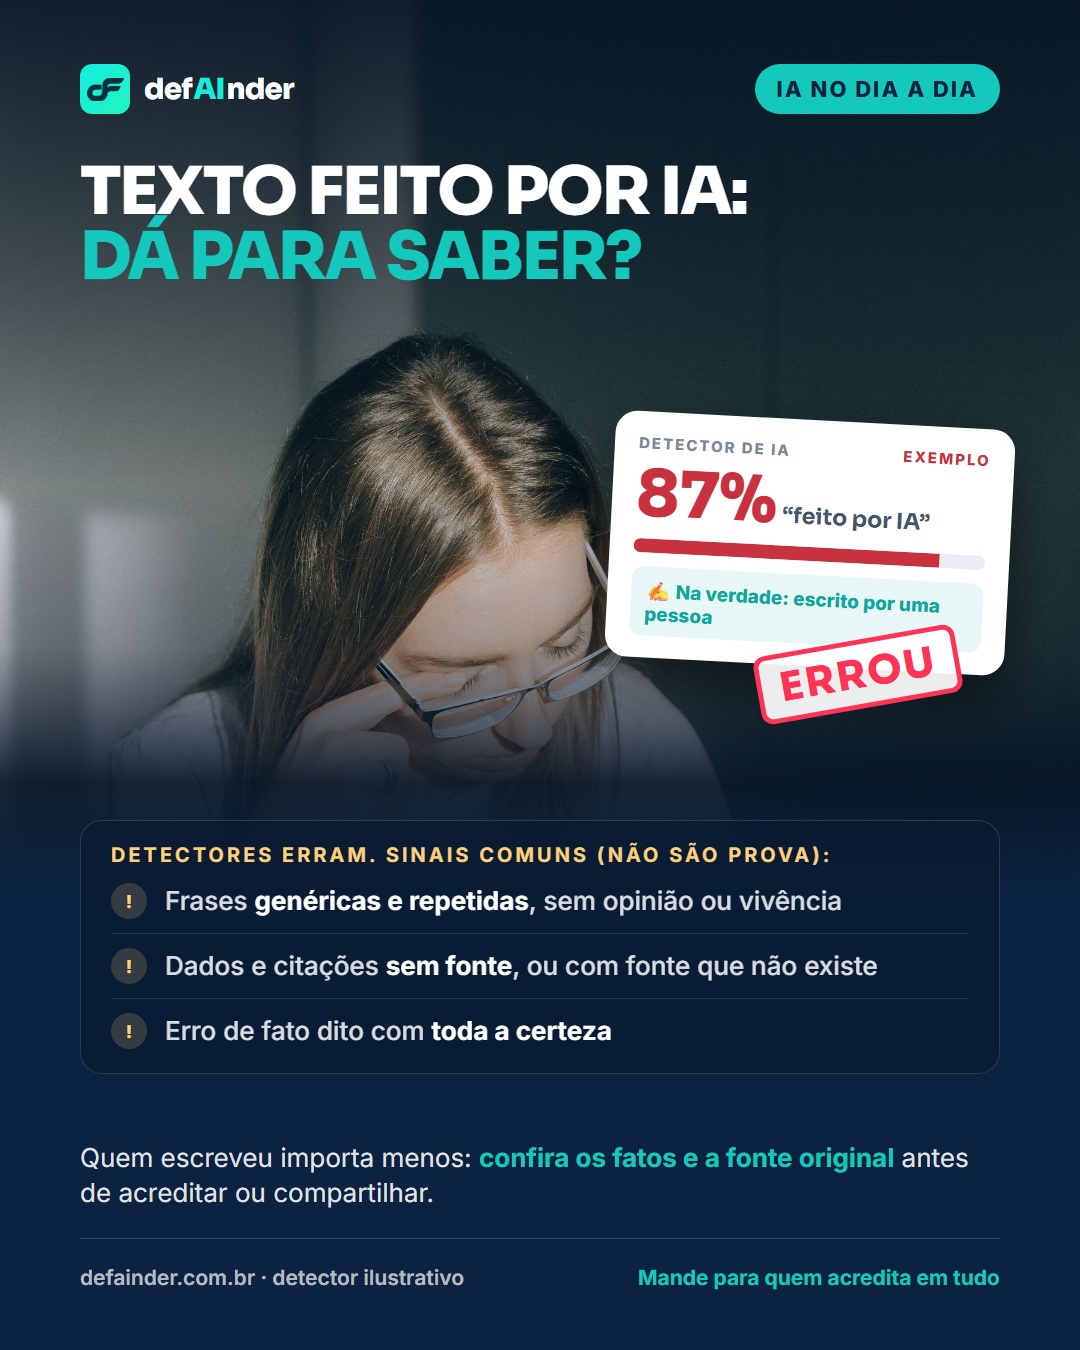 defAInder
IA NO DIA A DIA
TEXTO FEITO POR IA:
DÁ PARA SABER?
DETECTOR DE IA
EXEMPLO
87% “feito por IA”
✍️ Na verdade: escrito por uma
pessoa
ERROU
DETECTORES ERRAM. SINAIS COMUNS (NÃO SÃO PROVA):
! Frases genéricas e repetidas, sem opinião ou vivência
! Dados e citações sem fonte, ou com fonte que não existe
! Erro de fato dito com toda a certeza
Quem escreveu importa menos: confira os fatos e a fonte original antes
de acreditar ou compartilhar.
defainder.com.br · detector ilustrativo
Mande para quem acredita em tudo